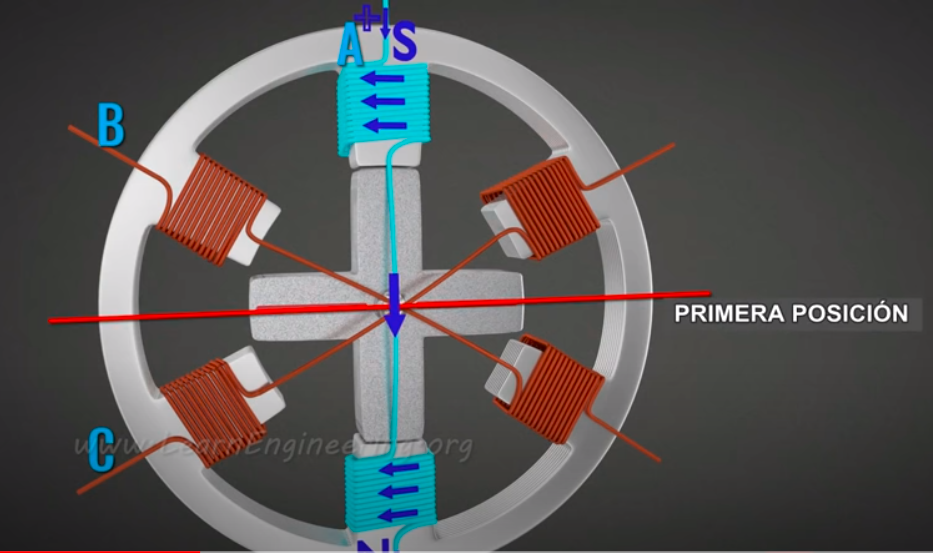 A+ S
B
PRIMERA POSICIÓN
www.LearnEngineering.org
C
N